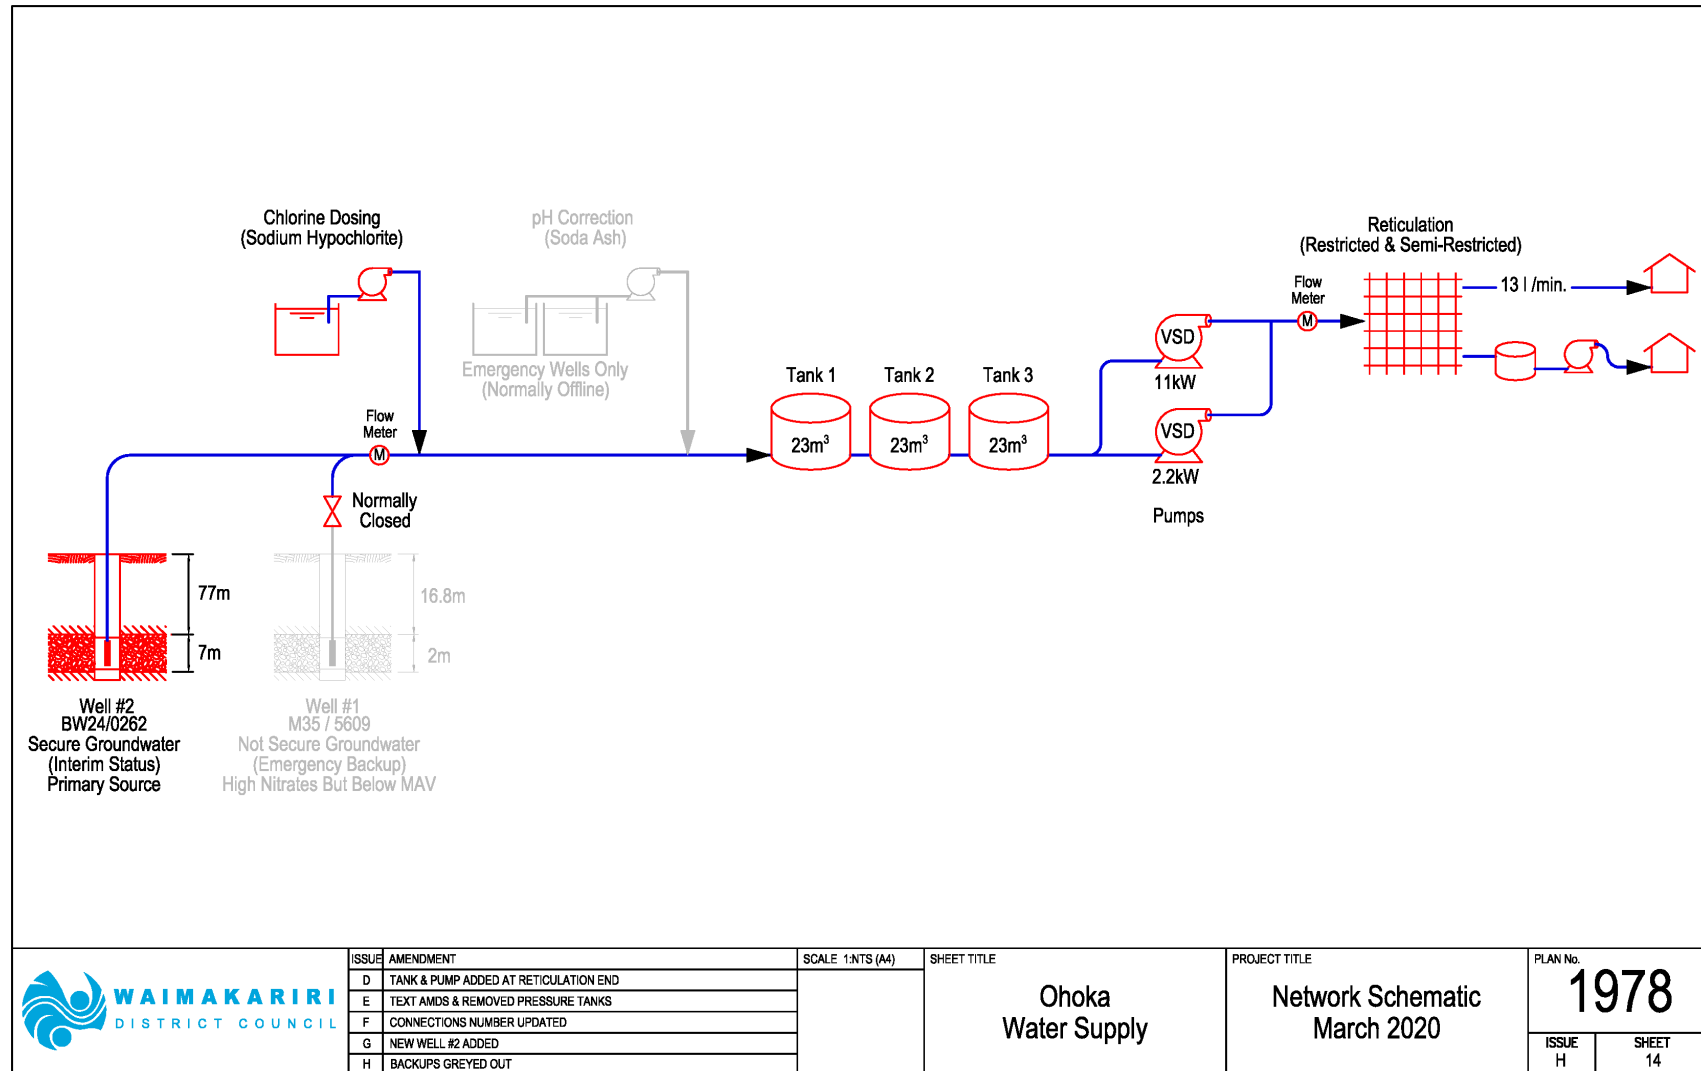 Chlorine Dosing
(Sodium Hypochlorite)
pH Correction
(Soda Ash)
Emergency Wells Only
(Normally Offline)
Reticulation
(Restricted & Semi-Restricted)
Flow
Meter
M
13 l /min.
VSD
11kW
VSD
2.2kW
Pumps
Tank 1
Tank 2
Tank 3
23m³
23m³
23m³
Flow
Meter
M
Normally
Closed
77m
7m
16.8m
2m
Well #2
BW24/0262
Secure Groundwater
(Interim Status)
Primary Source
Well #1
M35 / 5609
Not Secure Groundwater
(Emergency Backup)
High Nitrates But Below MAV
WAIMAKARIRI
DISTRICT COUNCIL
ISSUE AMENDMENT
D TANK & PUMP ADDED AT RETICULATION END
E TEXT AMDS & REMOVED PRESSURE TANKS
F CONNECTIONS NUMBER UPDATED
G NEW WELL #2 ADDED
H BACKUPS GREYED OUT
SCALE 1:NTS (A4)
SHEET TITLE
Ohoka
Water Supply
PROJECT TITLE
Network Schematic
March 2020
PLAN No.
1978
ISSUE
H
SHEET
14